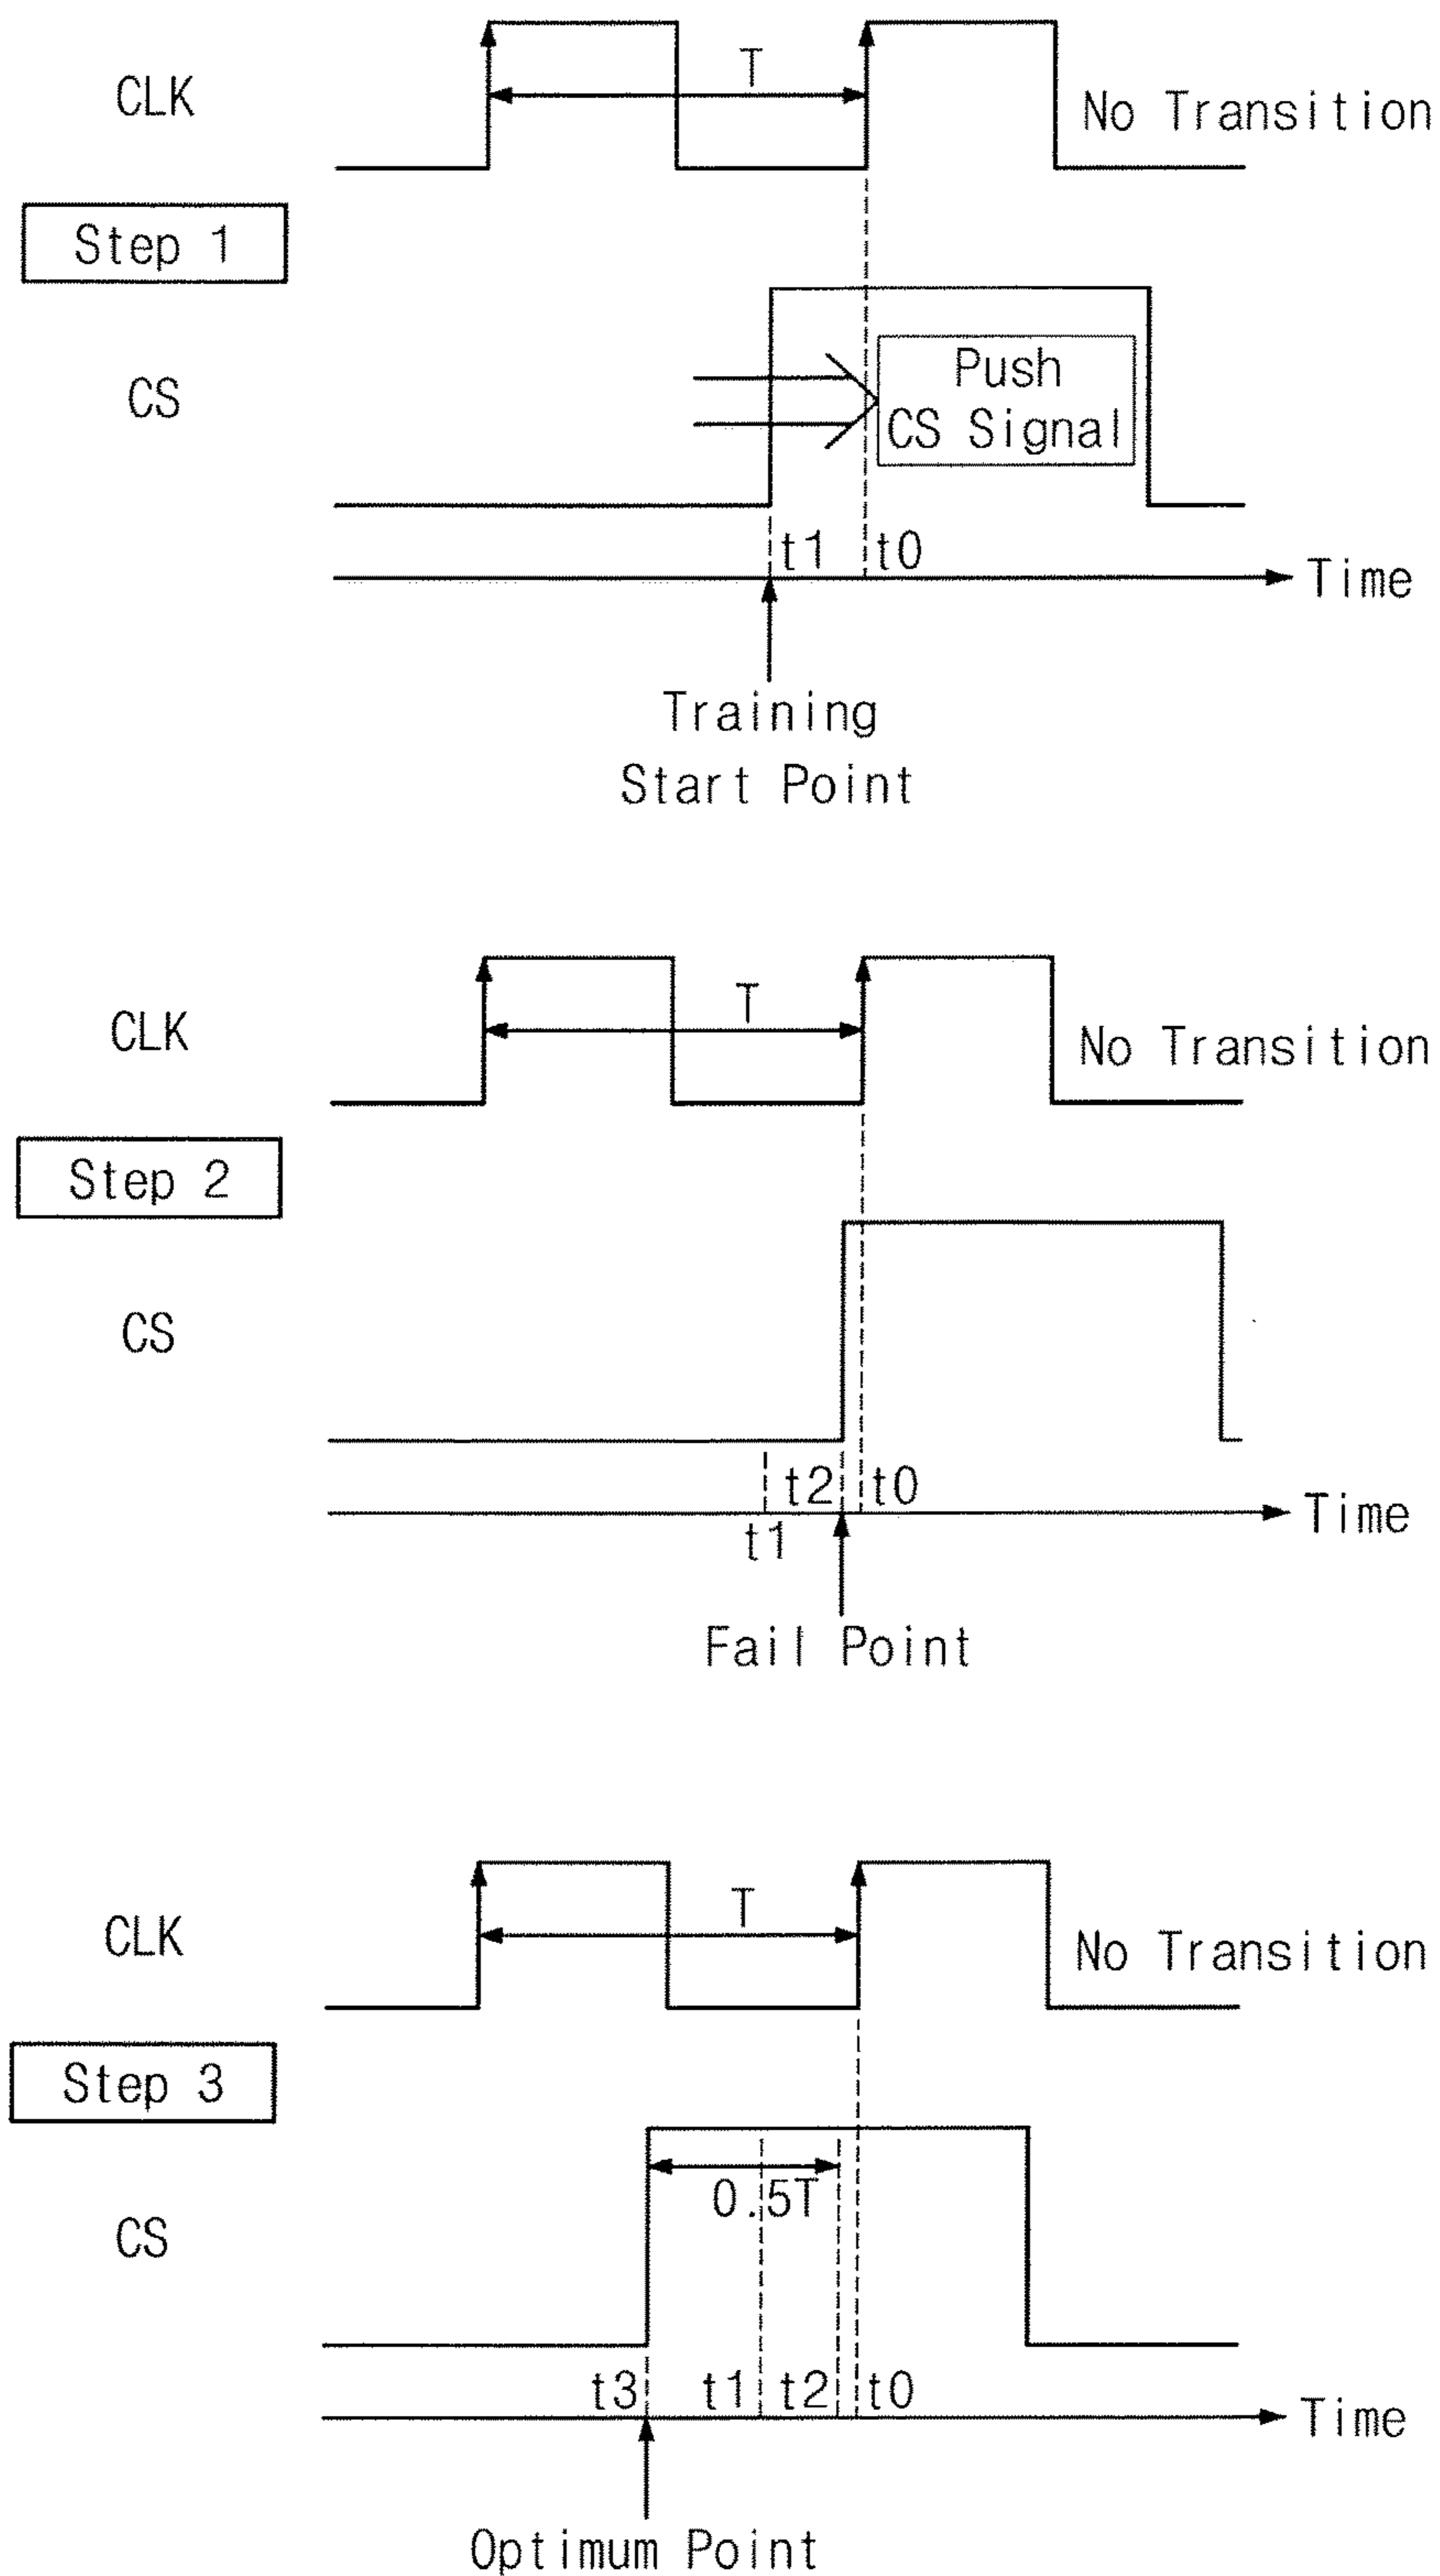 T
CLK
No Transition
Step 1
Push
CS
CS Signal
t1
t0
Time
Training
Start Point
T
CLK
No Transition
Step 2
CS
t2
t0
Time
t1
Fail Point
T
CLK
No Transition
Step 3
0.5T
CS
t3
t1
t2
t0
Time
Optimum Point